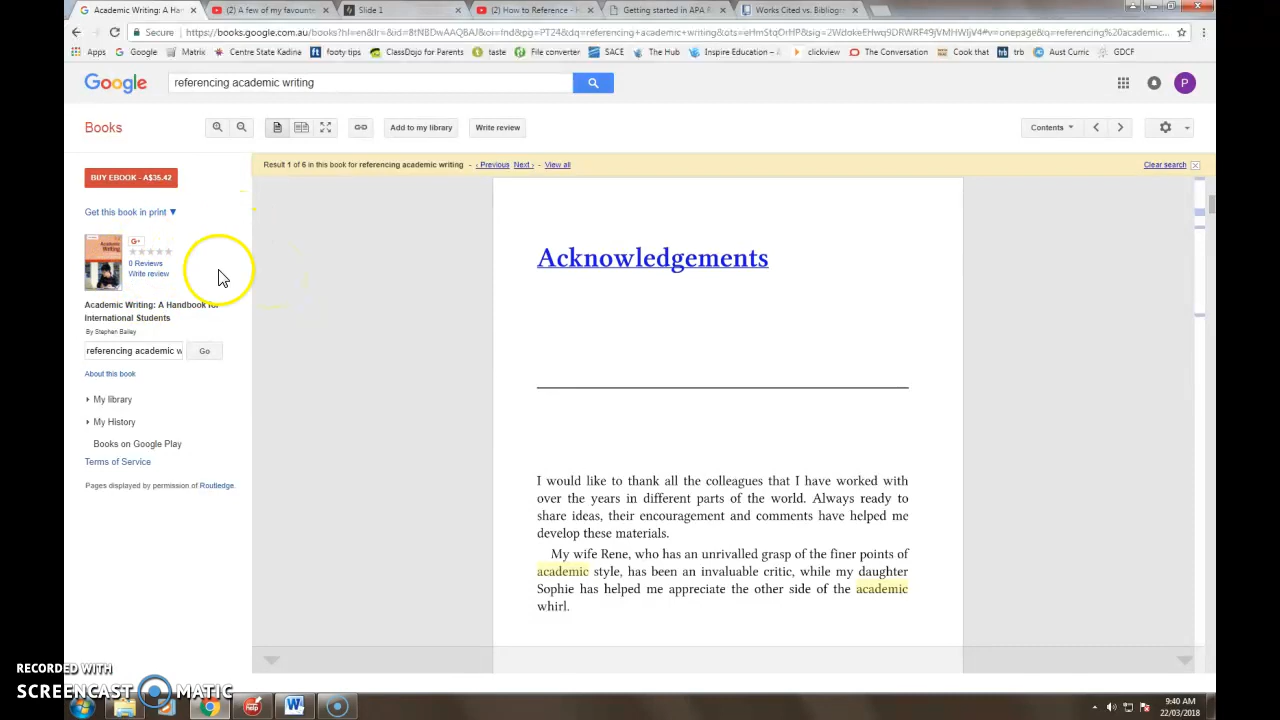 Academic Writing: A Ha
(2) A few of my favourite
Slide 1
(2) How to Reference - H
Getting started in APA R
Works Cited vs. Bibliogr
Secure
Apps
G Matrix
Centre State Kadina
footy tips
ClassDojo for Parents
taste
File converter
SACE
The Hub
Inspire Education -
clickview
The Conversation
Cook that
trb
Aust Curric
GDCF
Google
referencing academic writing
P
Books
Add to my library
Write review
Contents
Result 1 of 6 in this book for referencing academic writing - ‹ Previous Next › - View all
Clear search
BUY EBOOK - A$35.42
Get this book in print ▼
G+
0 Reviews
Write review
Academic Writing: A Handbook for
International Students
By Stephen Bailey
referencing academic w
Go
About this book
My library
My History
Books on Google Play
Terms of Service
Pages displayed by permission of Routledge.
Acknowledgements
I would like to thank all the colleagues that I have worked with
over the years in different parts of the world. Always ready to
share ideas, their encouragement and comments have helped me
develop these materials.
My wife Rene, who has an unrivalled grasp of the finer points of
academic style, has been an invaluable critic, while my daughter
Sophie has helped me appreciate the other side of the academic
whirl.
RECORDED WITH
SCREENCAST MATIC
9:40 AM
22/03/2018